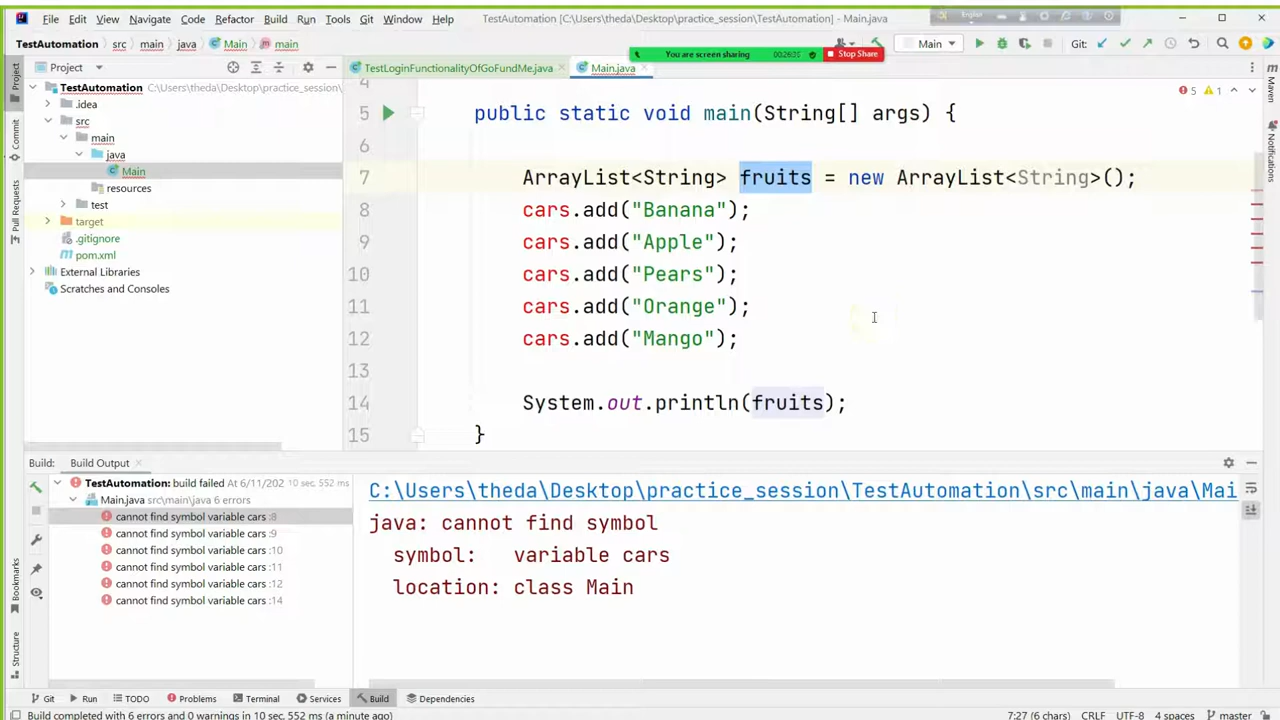 File Edit View Navigate Code Refactor Build Run Tools Git Window Help TestAutomation [C:\Users\theda\Desktop\practice_session\TestAutomation] - Main.java
English
TestAutomation src main java Main main
You are screen sharing Stop Share
Main Git:
Project
TestLoginFunctionalityOfGoFundMe.java Main.java
TestAutomation C:\Users\theda\Desktop\practice_session\
.idea
src
main
java
Main
resources
test
target
.gitignore
pom.xml
External Libraries
Scratches and Consoles
Project
Commit
Pull Requests
Bookmarks
Structure
Maven
Notifications
5 1
4
5 public static void main(String[] args) {
6
7 ArrayList<String> fruits = new ArrayList<String>();
8 cars.add("Banana");
9 cars.add("Apple");
10 cars.add("Pears");
11 cars.add("Orange");
12 cars.add("Mango");
13
14 System.out.println(fruits);
15 }
Build: Build Output
TestAutomation: build failed At 6/11/202 10 sec, 552 ms
Main.java src\main\java 6 errors
cannot find symbol variable cars :8
cannot find symbol variable cars :9
cannot find symbol variable cars :10
cannot find symbol variable cars :11
cannot find symbol variable cars :12
cannot find symbol variable cars :14
C:\Users\theda\Desktop\practice_session\TestAutomation\src\main\java\Mai
java: cannot find symbol
symbol: variable cars
location: class Main
Git Run TODO Problems Terminal Services Build Dependencies
Build completed with 6 errors and 0 warnings in 10 sec, 552 ms (a minute ago) 7:27 (6 chars) CRLF UTF-8 4 spaces master